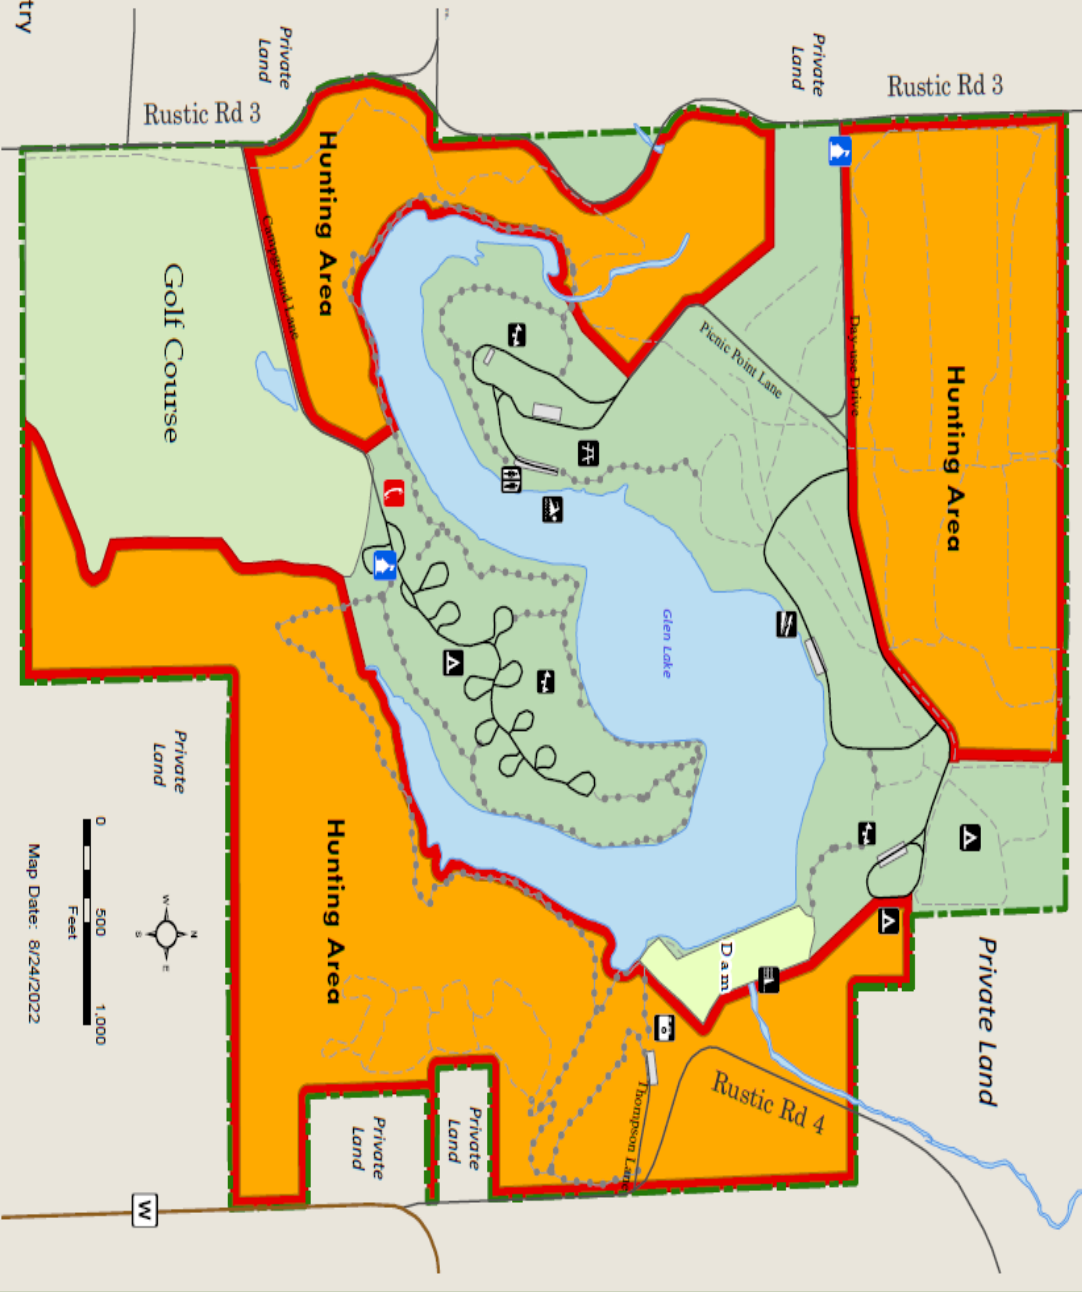 try
Private
Land
Private
Land
Rustic Rd 3
Rustic Rd 3
Hunting Area
Campground Lane
Golf Course
Picnic Point Lane
Day-use Drive
Hunting Area
Glen Lake
Private
Land
Hunting Area
0
500
1,000
Feet
Map Date: 8/24/2022
N
W
E
S
Dam
Private Land
Rustic Rd 4
Thompson Lane
Private
Land
Private
Land
W